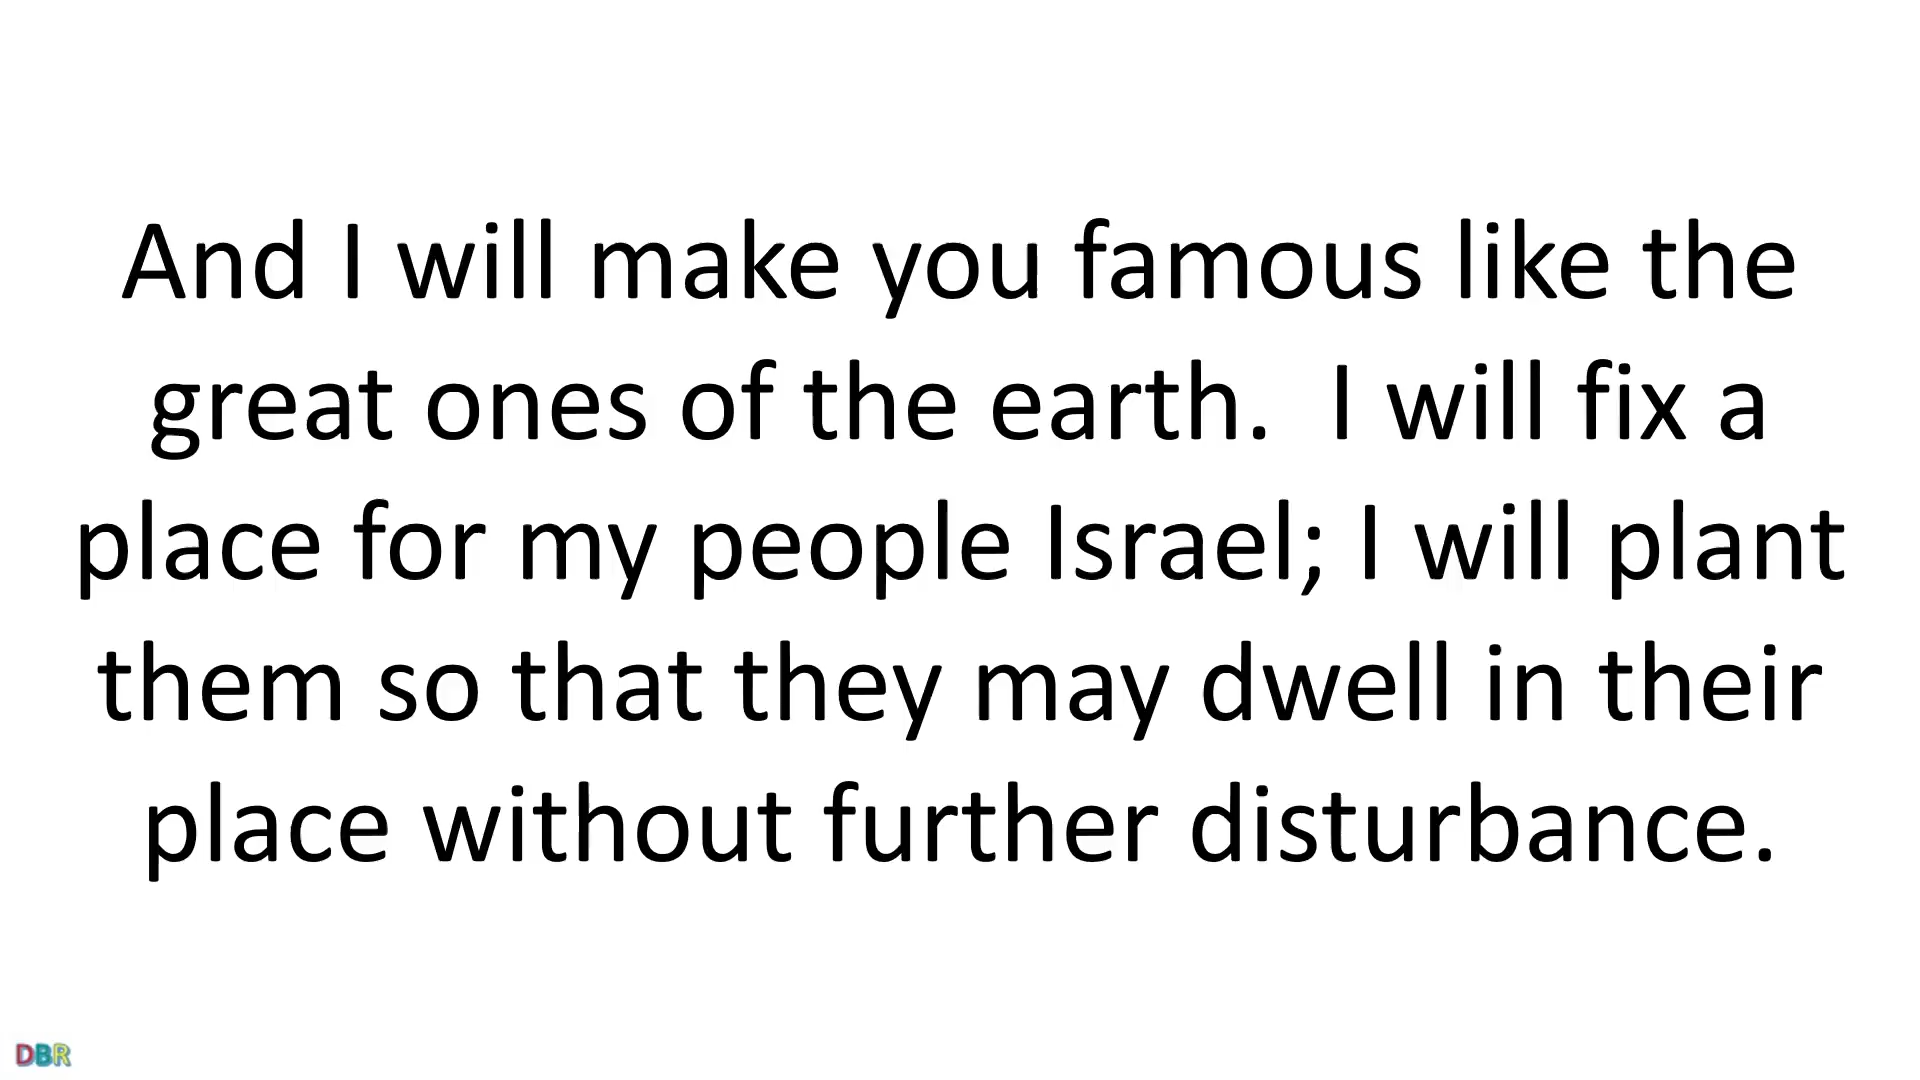 And I will make you famous like the
great ones of the earth.  I will fix a
place for my people Israel; I will plant
them so that they may dwell in their
place without further disturbance.
DBR